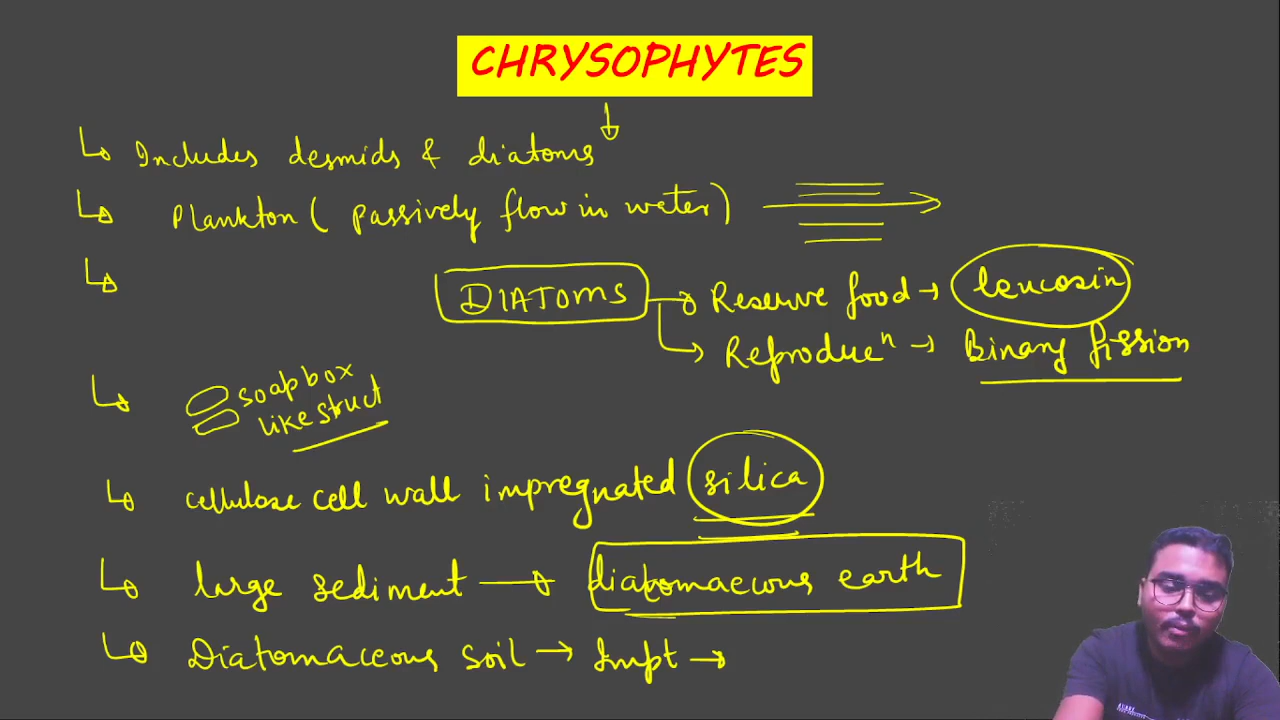 CHRYSOPHYTES
Includes desmids & diatoms
Plankton ( passively flow in water)
DIATOMS → Reserve food → leucosin
→ Reproducⁿ → Binary fission
soapbox
like struct
cellulose cell wall impregnated silica
large sediment → diatomaceous earth
Diatomaceous soil → Impt →